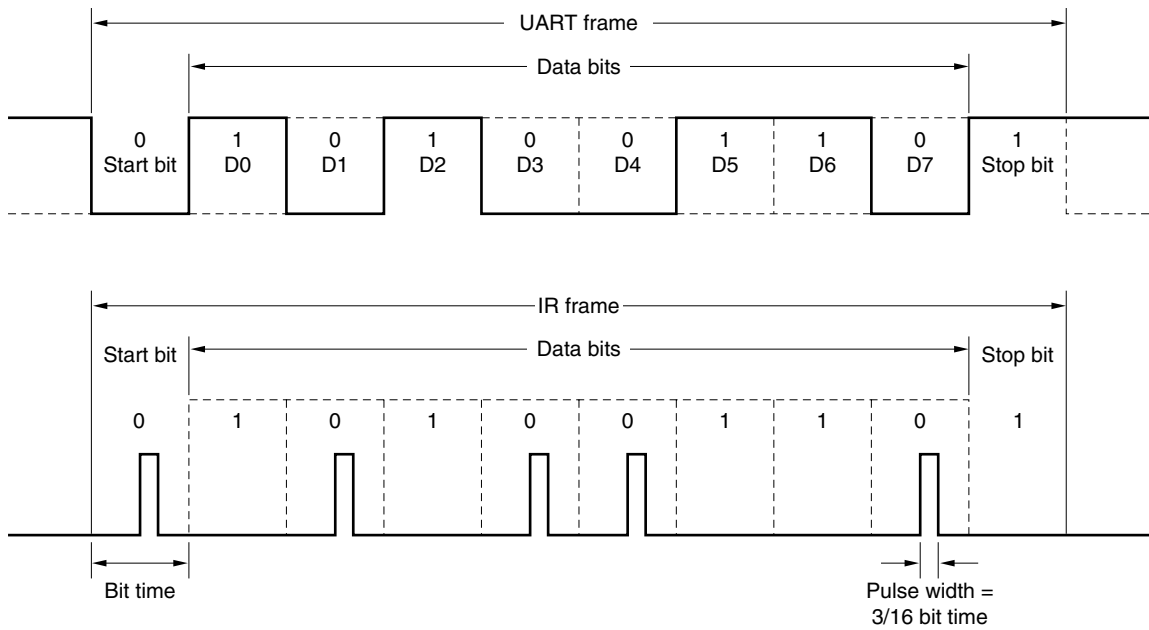 UART frame
Data bits
0 1 0 1 0 0 1 1 0 1
Start bit D0 D1 D2 D3 D4 D5 D6 D7 Stop bit
IR frame
Start bit Data bits Stop bit
0 1 0 1 0 0 1 1 0 1
Bit time Pulse width =
3/16 bit time